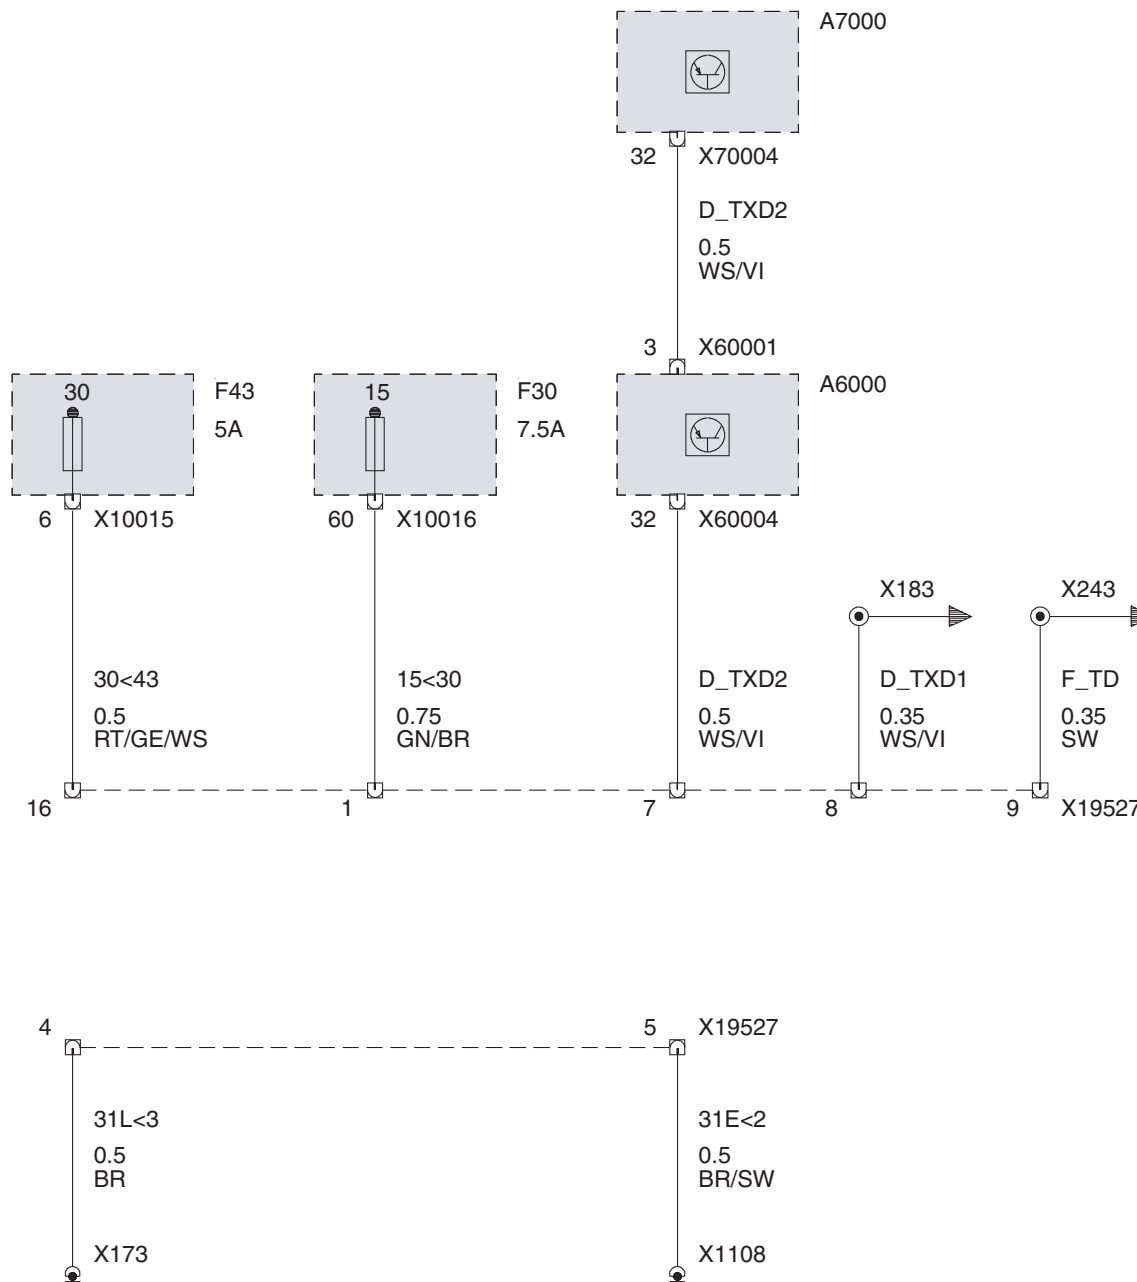 A7000
32 X70004
D_TXD2
0.5
WS/VI
3 X60001
30 F43 15 F30 A6000
5A 7.5A
6 X10015 60 X10016 32 X60004
X183 X243
30<43 15<30 D_TXD2 D_TXD1 F_TD
0.5 0.75 0.5 0.35 0.35
RT/GE/WS GN/BR WS/VI WS/VI SW
16 1 7 8 9 X19527
4 5 X19527
31L<3 31E<2
0.5 0.5
BR BR/SW
X173 X1108